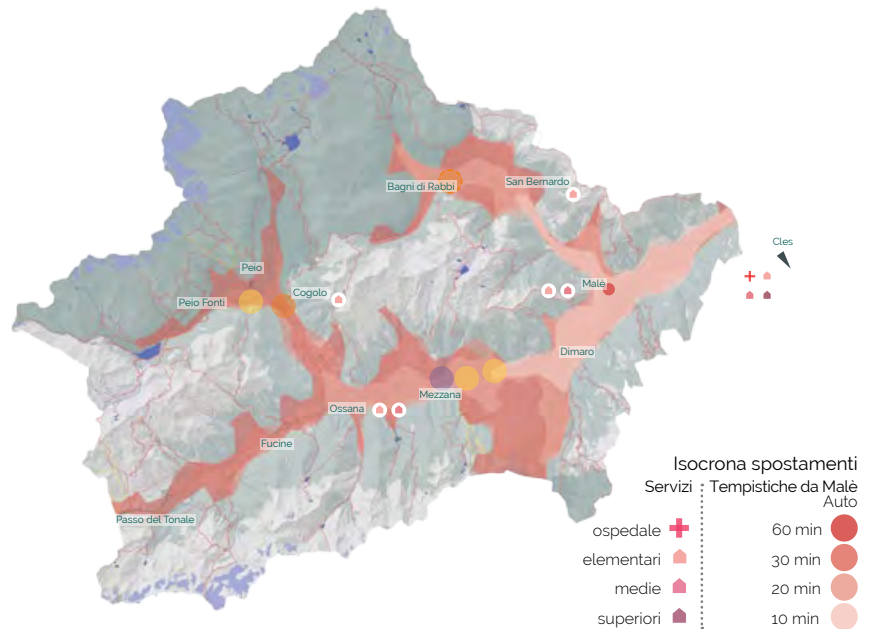 Bagni di Rabbi
San Bernardo
Cles
Peio
Peio Fonti
Cogolo
Malè
Dimaro
Mezzana
Ossana
Fucine
Passo del Tonale
Isocrona spostamenti
Servizi
Tempistiche da Malè
Auto
ospedale
60 min
elementari
30 min
medie
20 min
superiori
10 min